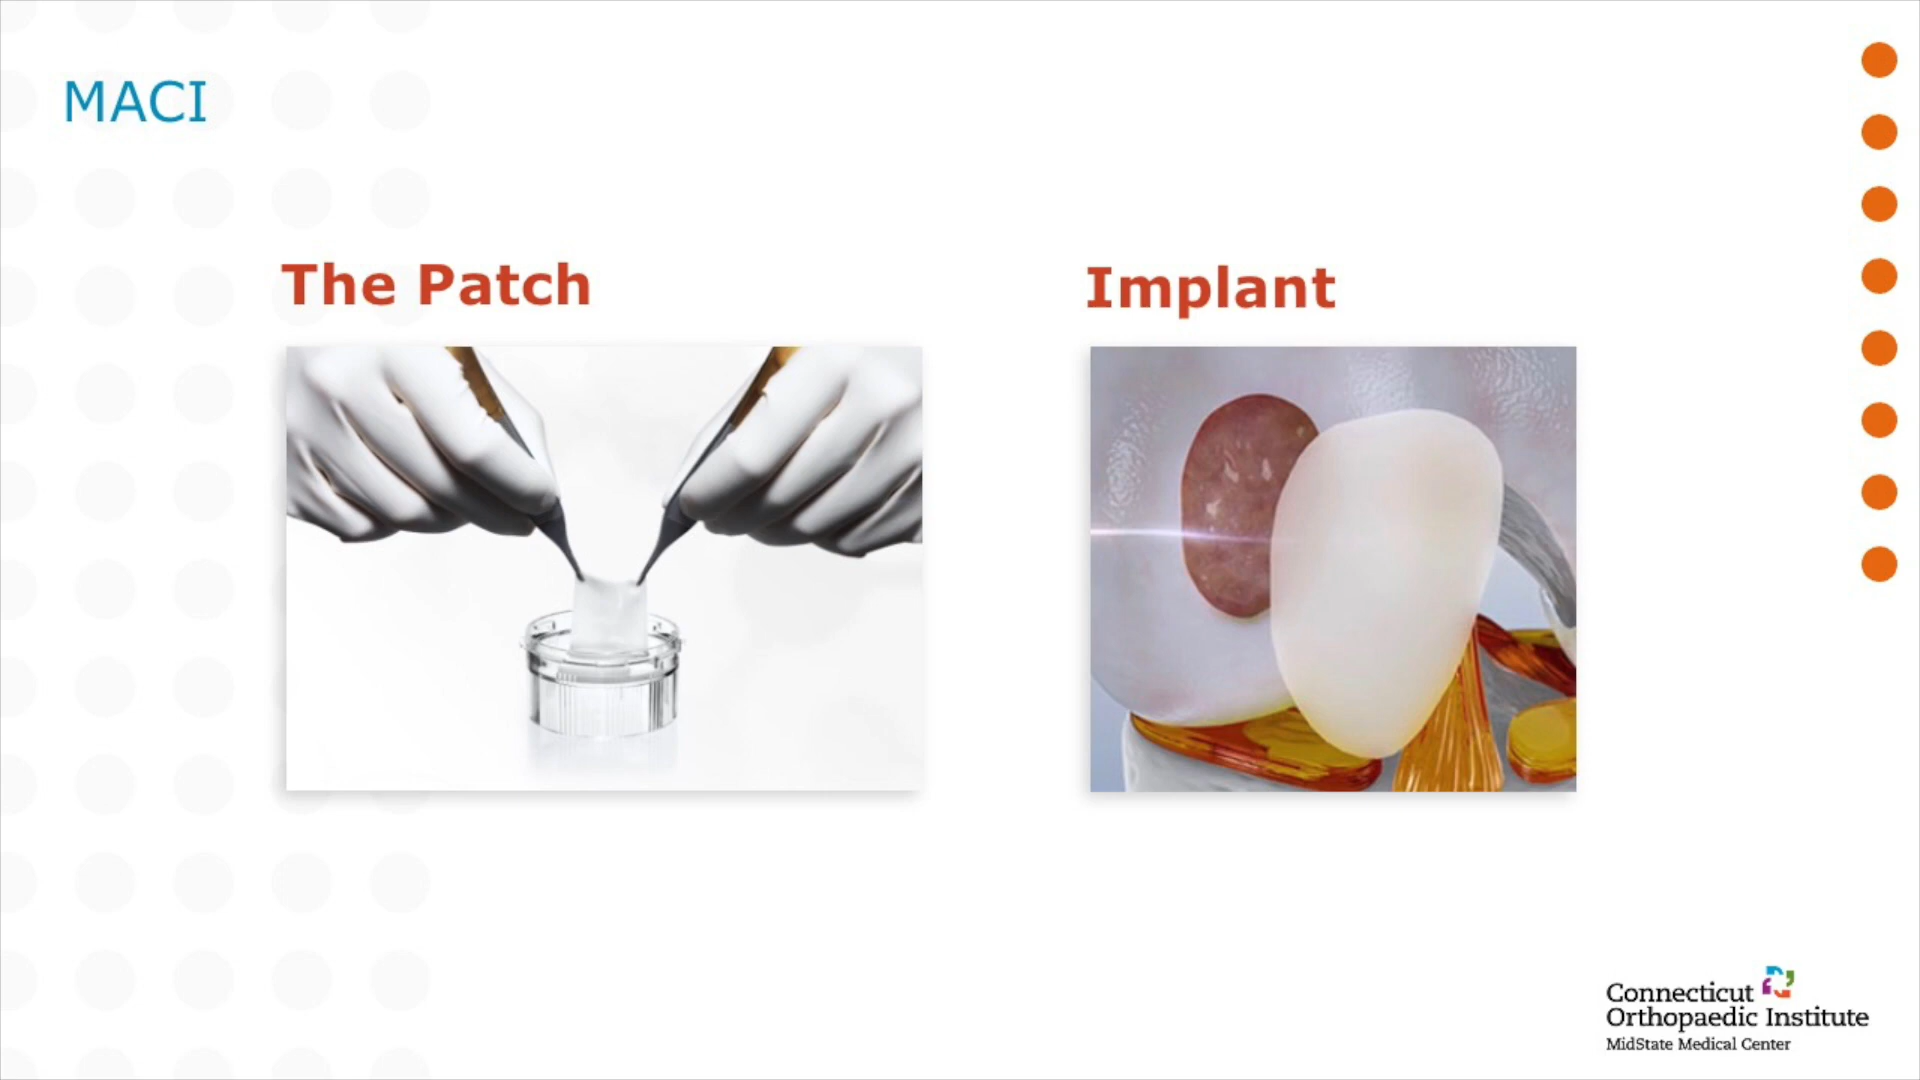 MACI
The Patch
Implant
Connecticut
Orthopaedic Institute
MidState Medical Center